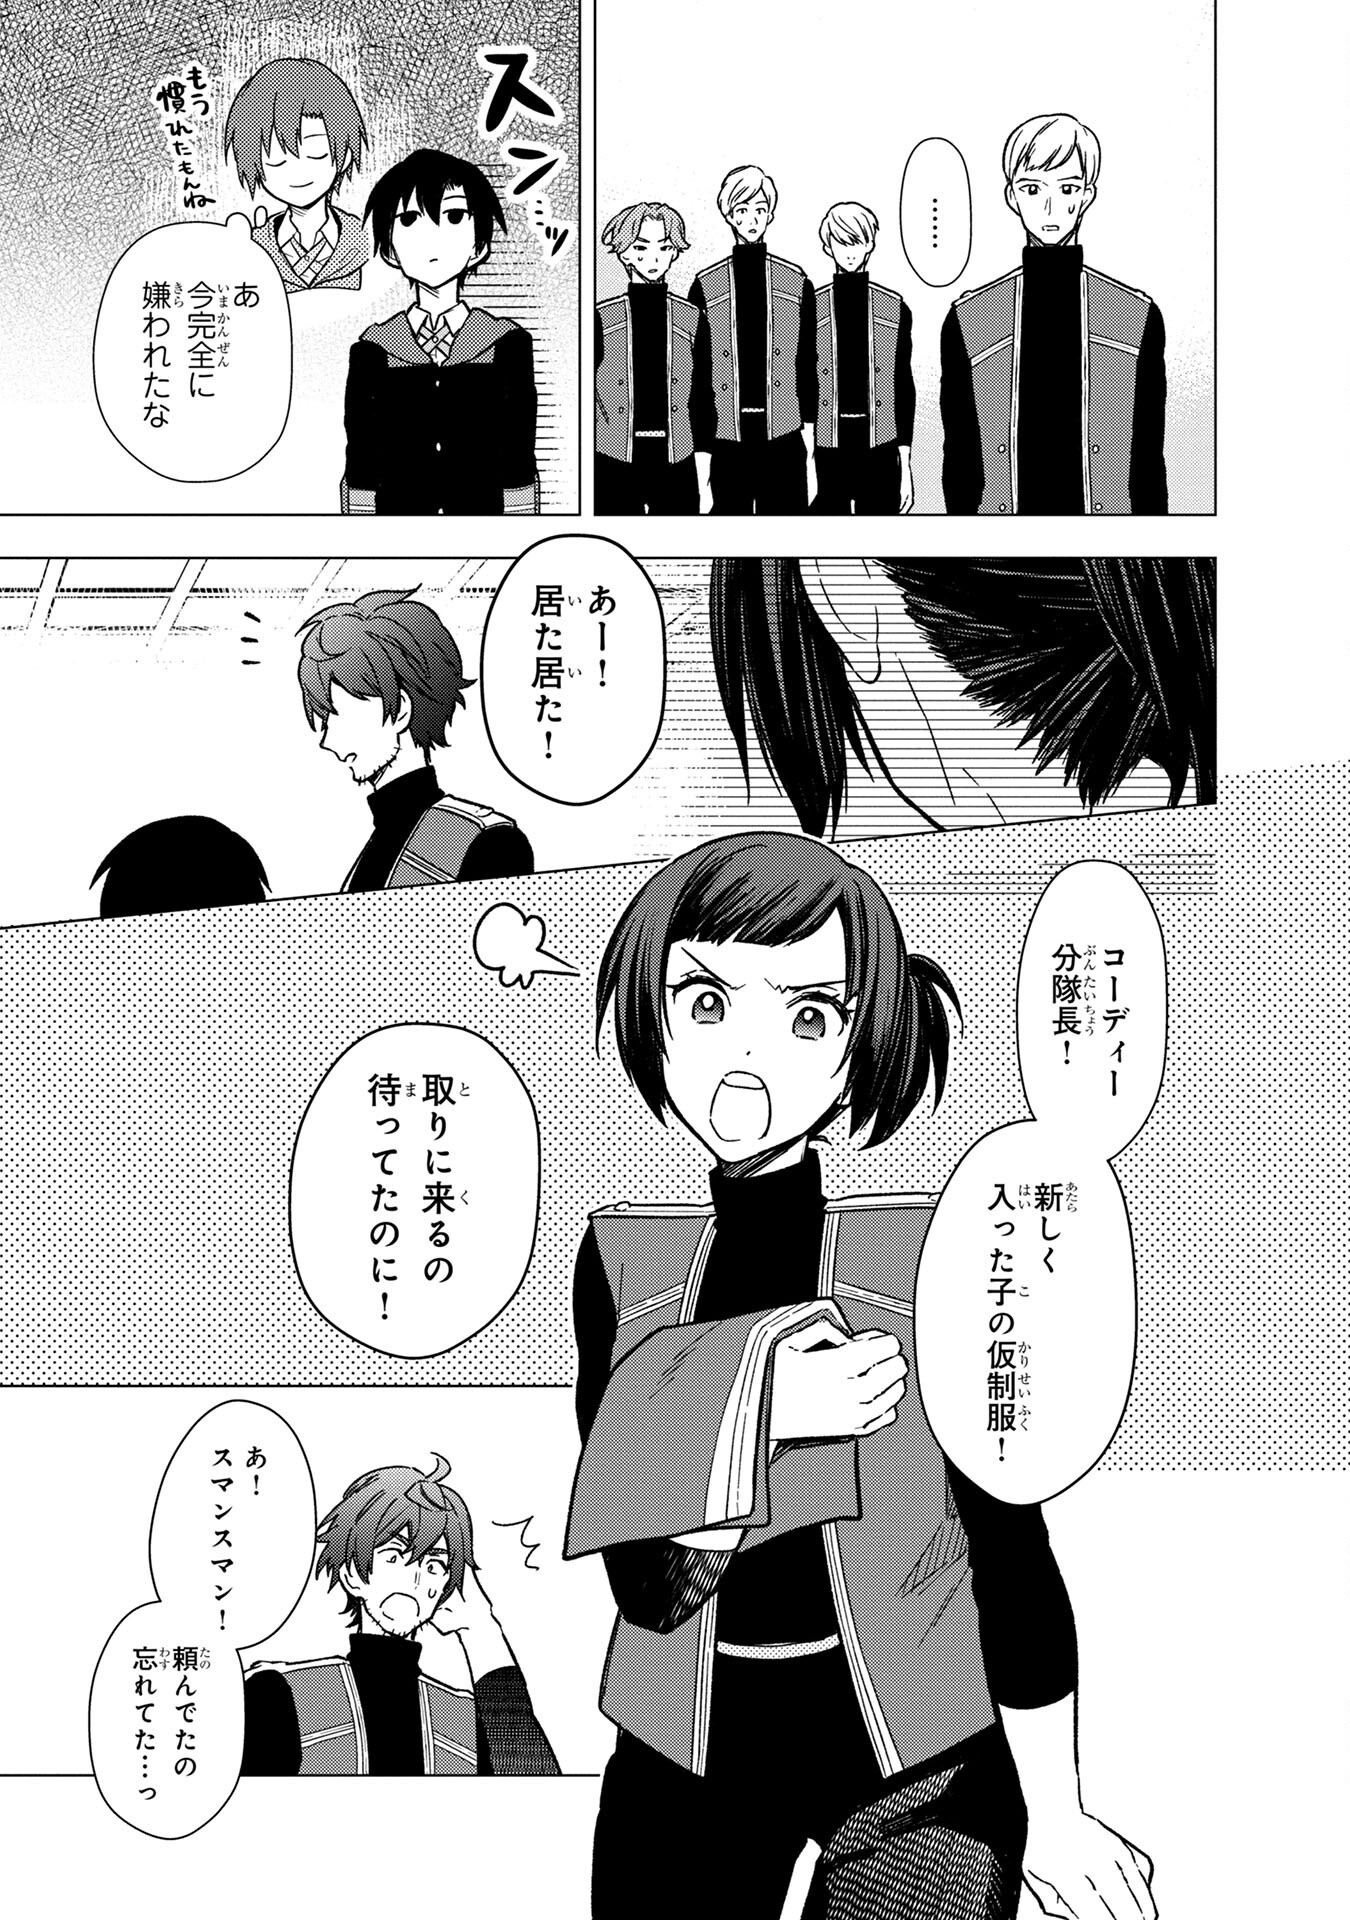 ……
スンッ
もう
慣れたもんね
あ
今完全に
嫌われたな
あー！
居た居た！
コーディー
分隊長！
新しく
入った子の仮制服！
取りに来るの
待ってたのに！
あ！
スマンスマン！
頼んでたの
忘れてた…っ